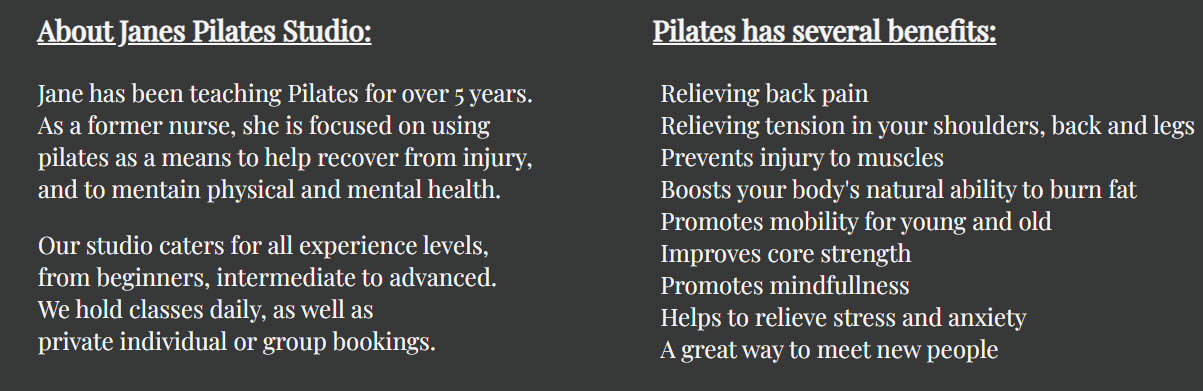 About Janes Pilates Studio:
Jane has been teaching Pilates for over 5 years.
As a former nurse, she is focused on using
pilates as a means to help recover from injury,
and to mentain physical and mental health.
Our studio caters for all experience levels,
from beginners, intermediate to advanced.
We hold classes daily, as well as
private individual or group bookings.
Pilates has several benefits:
Relieving back pain
Relieving tension in your shoulders, back and legs
Prevents injury to muscles
Boosts your body's natural ability to burn fat
Promotes mobility for young and old
Improves core strength
Promotes mindfullness
Helps to relieve stress and anxiety
A great way to meet new people